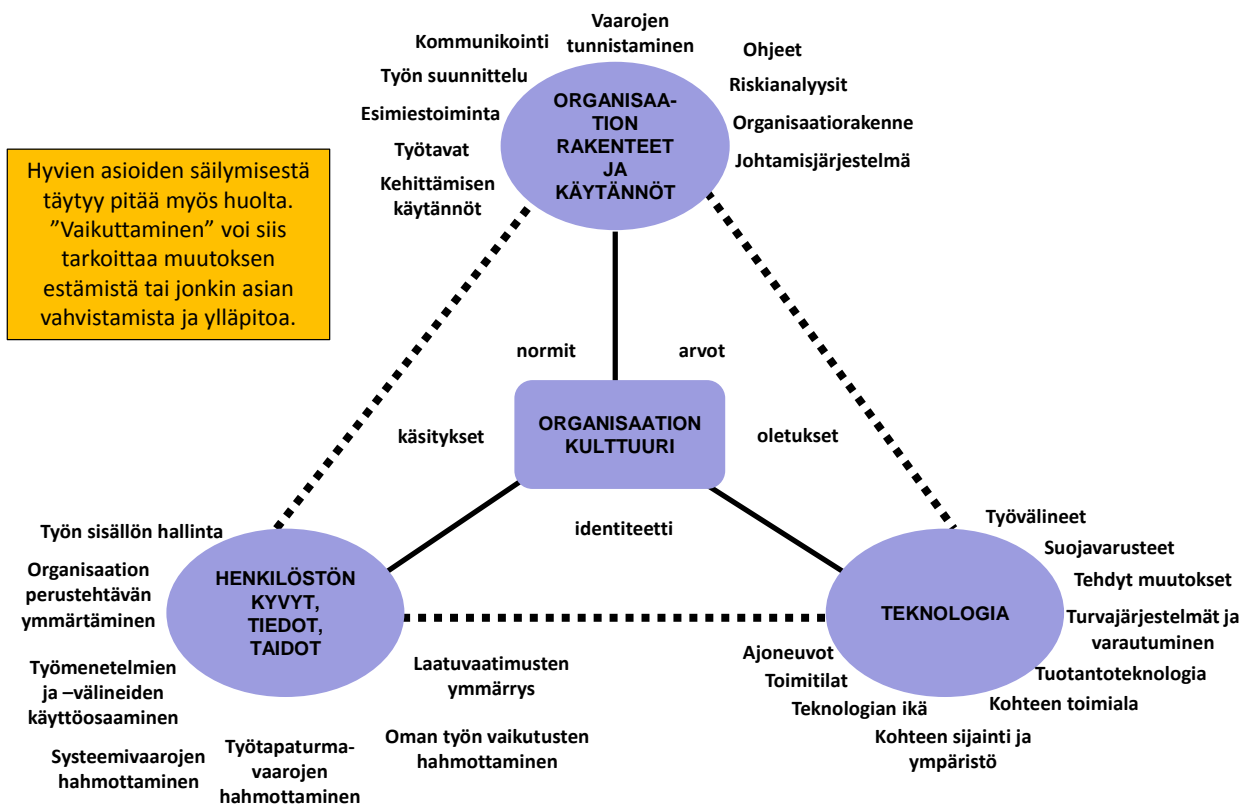 Vaarojen
tunnistaminen
Kommunikointi
Ohjeet
Työn suunnittelu
Riskianalyysit
Esimiestoiminta
Organisaatiorakenne
Työtavat
Johtamisjärjestelmä
Kehittämisen
käytännöt
ORGANISAA-
TION
RAKENTEET
JA
KÄYTÄNNÖT
Hyvien asioiden säilymisestä
täytyy pitää myös huolta.
”Vaikuttaminen” voi siis
tarkoittaa muutoksen
estämistä tai jonkin asian
vahvistamista ja ylläpitoa.
normit
arvot
käsitykset
ORGANISAATION
KULTTUURI
oletukset
identiteetti
Työn sisällön hallinta
Organisaation
perustehtävän
ymmärtäminen
HENKILÖSTÖN
KYVYT,
TIEDOT,
TAIDOT
Työmenetelmien
ja –välineiden
käyttöosaaminen
Laatuvaatimusten
ymmärrys
Systeemivaarojen
hahmottaminen
Työtapaturma-
vaarojen
hahmottaminen
Oman työn vaikutusten
hahmottaminen
TEKNOLOGIA
Työvälineet
Suojavarusteet
Tehdyt muutokset
Turvajärjestelmät ja
varautuminen
Tuotantoteknologia
Kohteen toimiala
Ajoneuvot
Toimitilat
Teknologian ikä
Kohteen sijainti ja
ympäristö